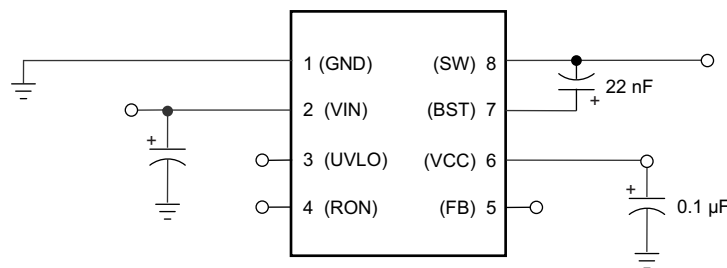 1 (GND) (SW) 8
22 nF
+
2 (VIN) (BST) 7
+
3 (UVLO) (VCC) 6
+
4 (RON) (FB) 5
0.1 µF